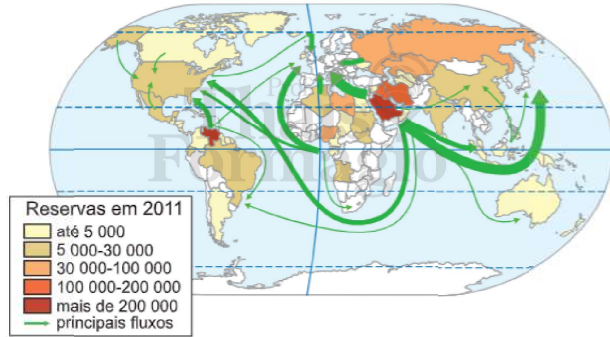 Formaggio
Reservas em 2011
até 5 000
5 000-30 000
30 000-100 000
100 000-200 000
mais de 200 000
principais fluxos